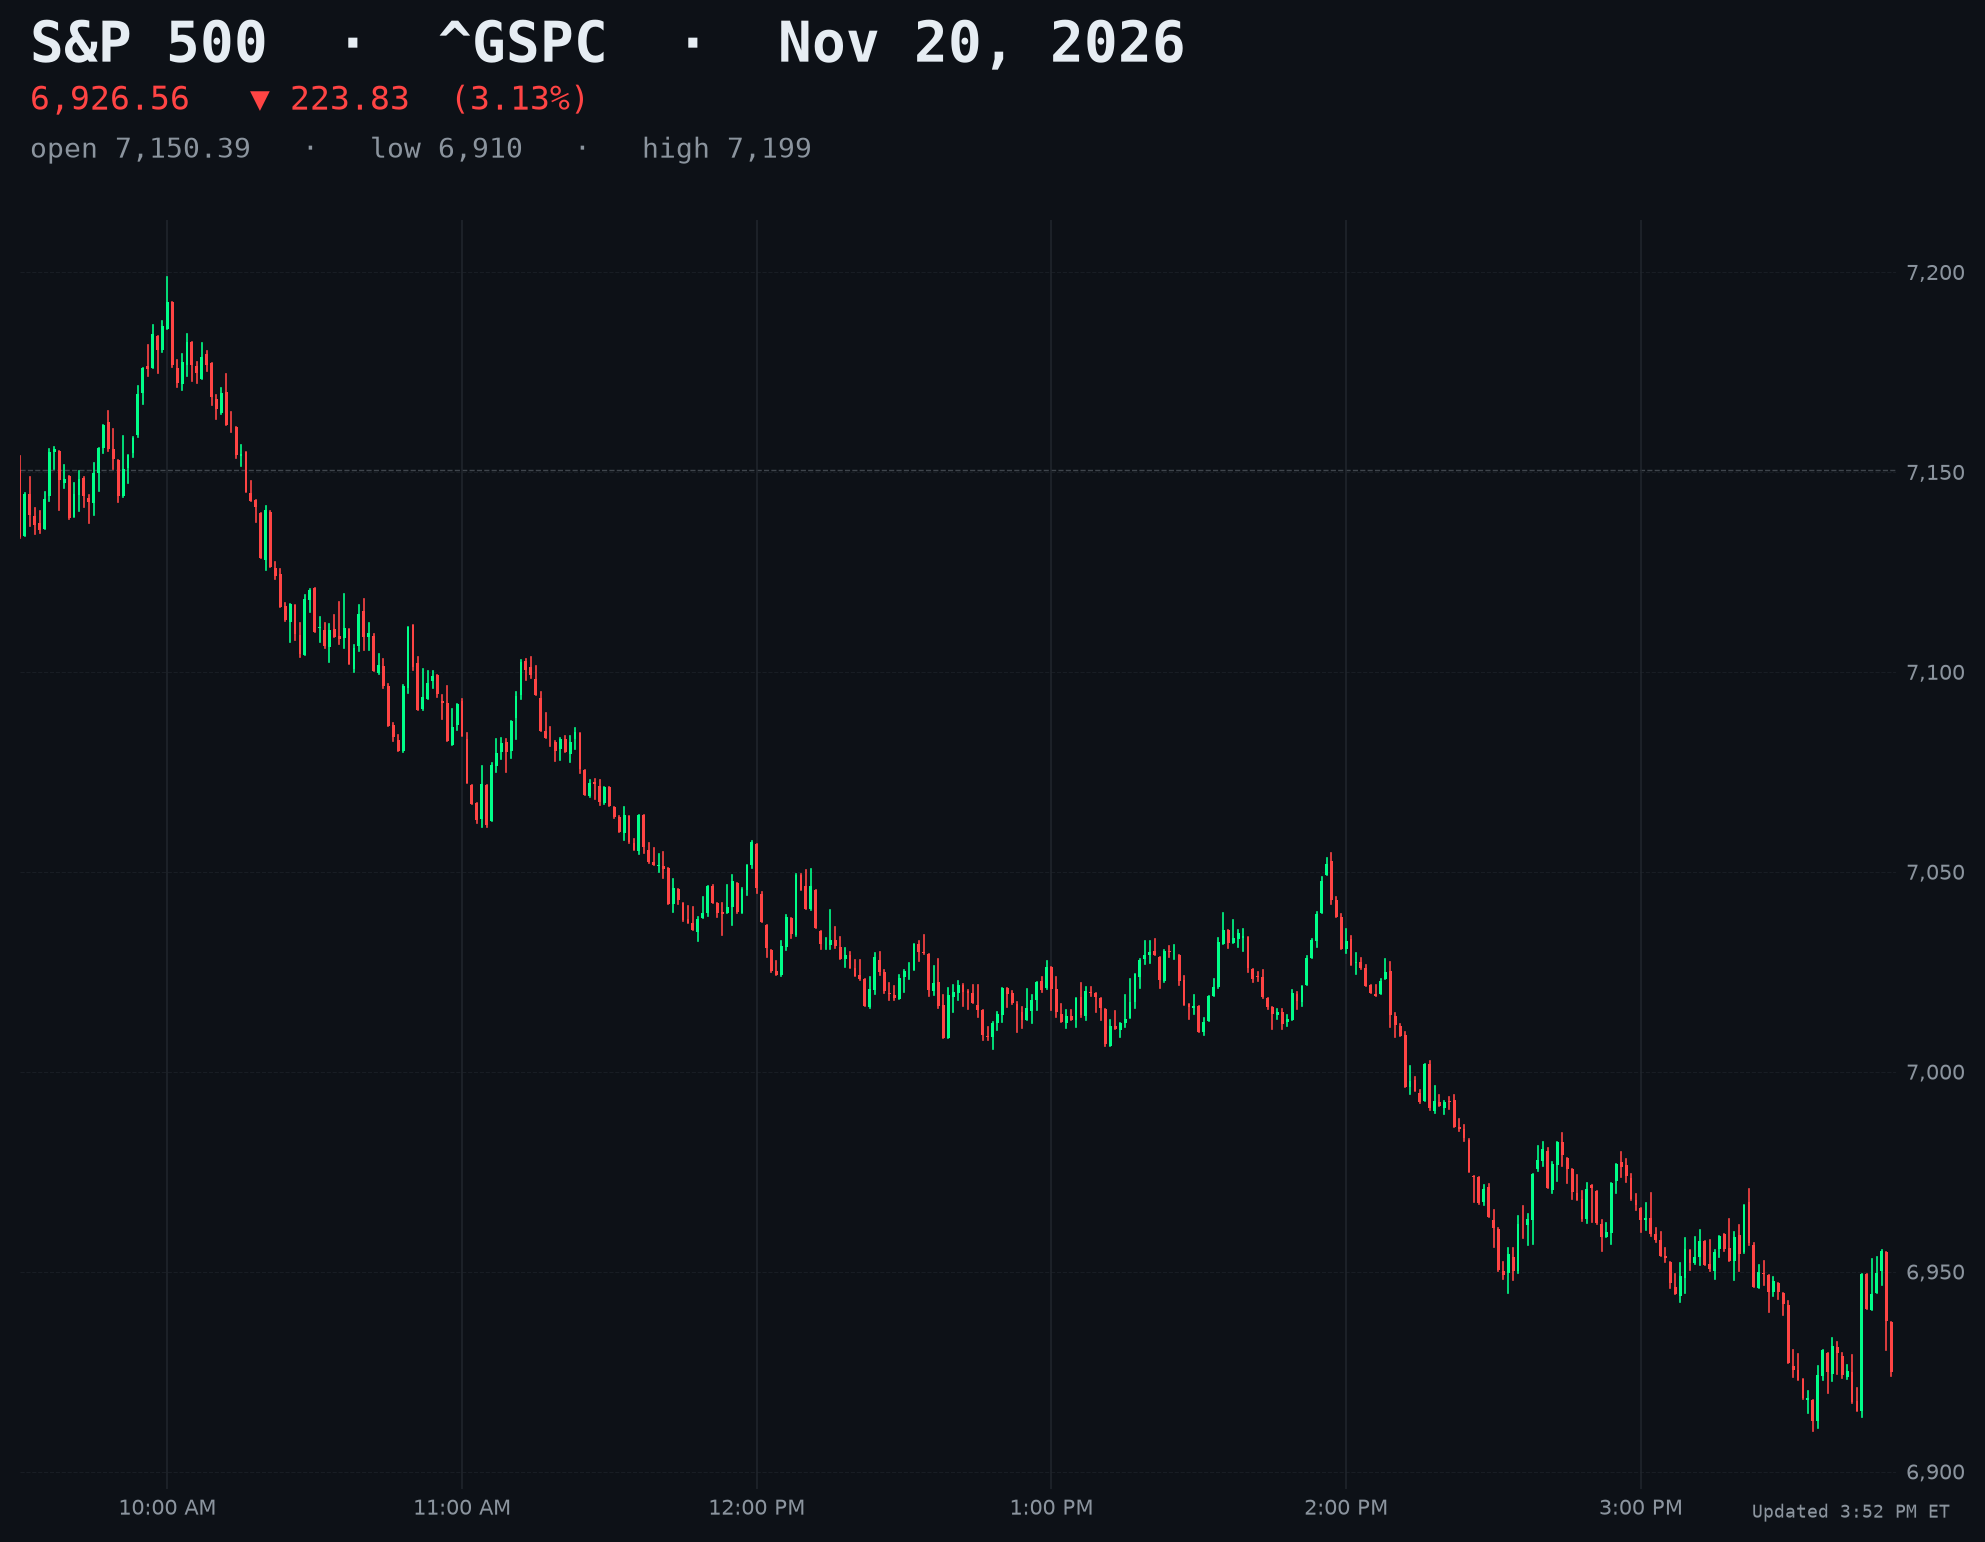 S&P 500 · ^GSPC · Nov 20, 2026
6,926.56 ▼ 223.83 (3.13%)
open 7,150.39 · low 6,910 · high 7,199
7,200
7,150
7,100
7,050
7,000
6,950
6,900
10:00 AM 11:00 AM 12:00 PM 1:00 PM 2:00 PM 3:00 PM
Updated 3:52 PM ET